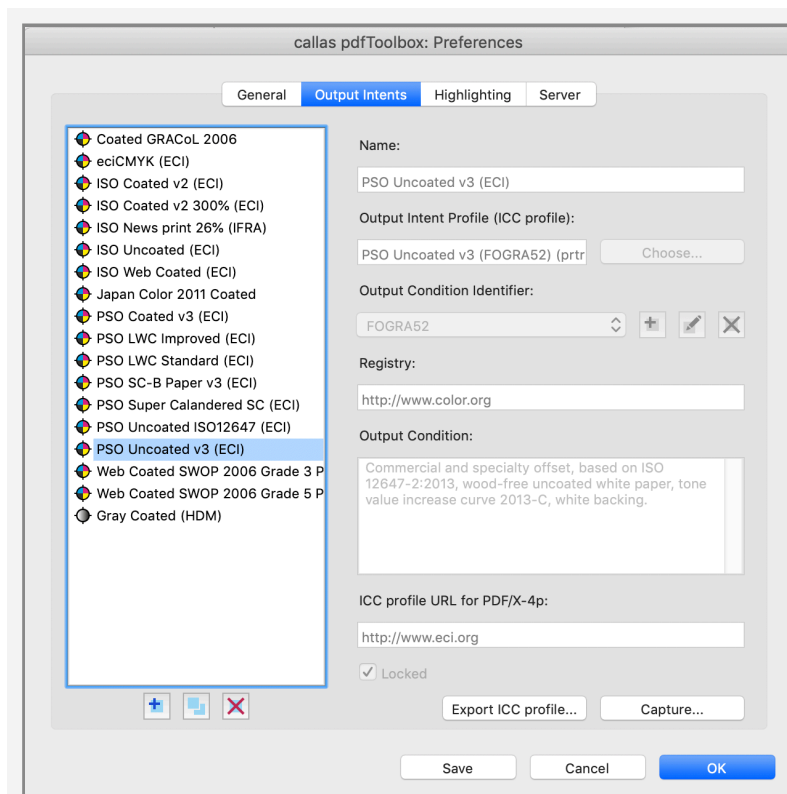 callas pdfToolbox: Preferences
General
Output Intents
Highlighting
Server
Coated GRACoL 2006
eciCMYK (ECI)
ISO Coated v2 (ECI)
ISO Coated v2 300% (ECI)
ISO News print 26% (IFRA)
ISO Uncoated (ECI)
ISO Web Coated (ECI)
Japan Color 2011 Coated
PSO Coated v3 (ECI)
PSO LWC Improved (ECI)
PSO LWC Standard (ECI)
PSO SC-B Paper v3 (ECI)
PSO Super Calandered SC (ECI)
PSO Uncoated ISO12647 (ECI)
PSO Uncoated v3 (ECI)
Web Coated SWOP 2006 Grade 3 P
Web Coated SWOP 2006 Grade 5 P
Gray Coated (HDM)
Name:
PSO Uncoated v3 (ECI)
Output Intent Profile (ICC profile):
PSO Uncoated v3 (FOGRA52) (prtr
Choose...
Output Condition Identifier:
FOGRA52
Registry:
http://www.color.org
Output Condition:
Commercial and specialty offset, based on ISO
12647-2:2013, wood-free uncoated white paper, tone
value increase curve 2013-C, white backing.
ICC profile URL for PDF/X-4p:
http://www.eci.org
Locked
Export ICC profile...
Capture...
Save
Cancel
OK